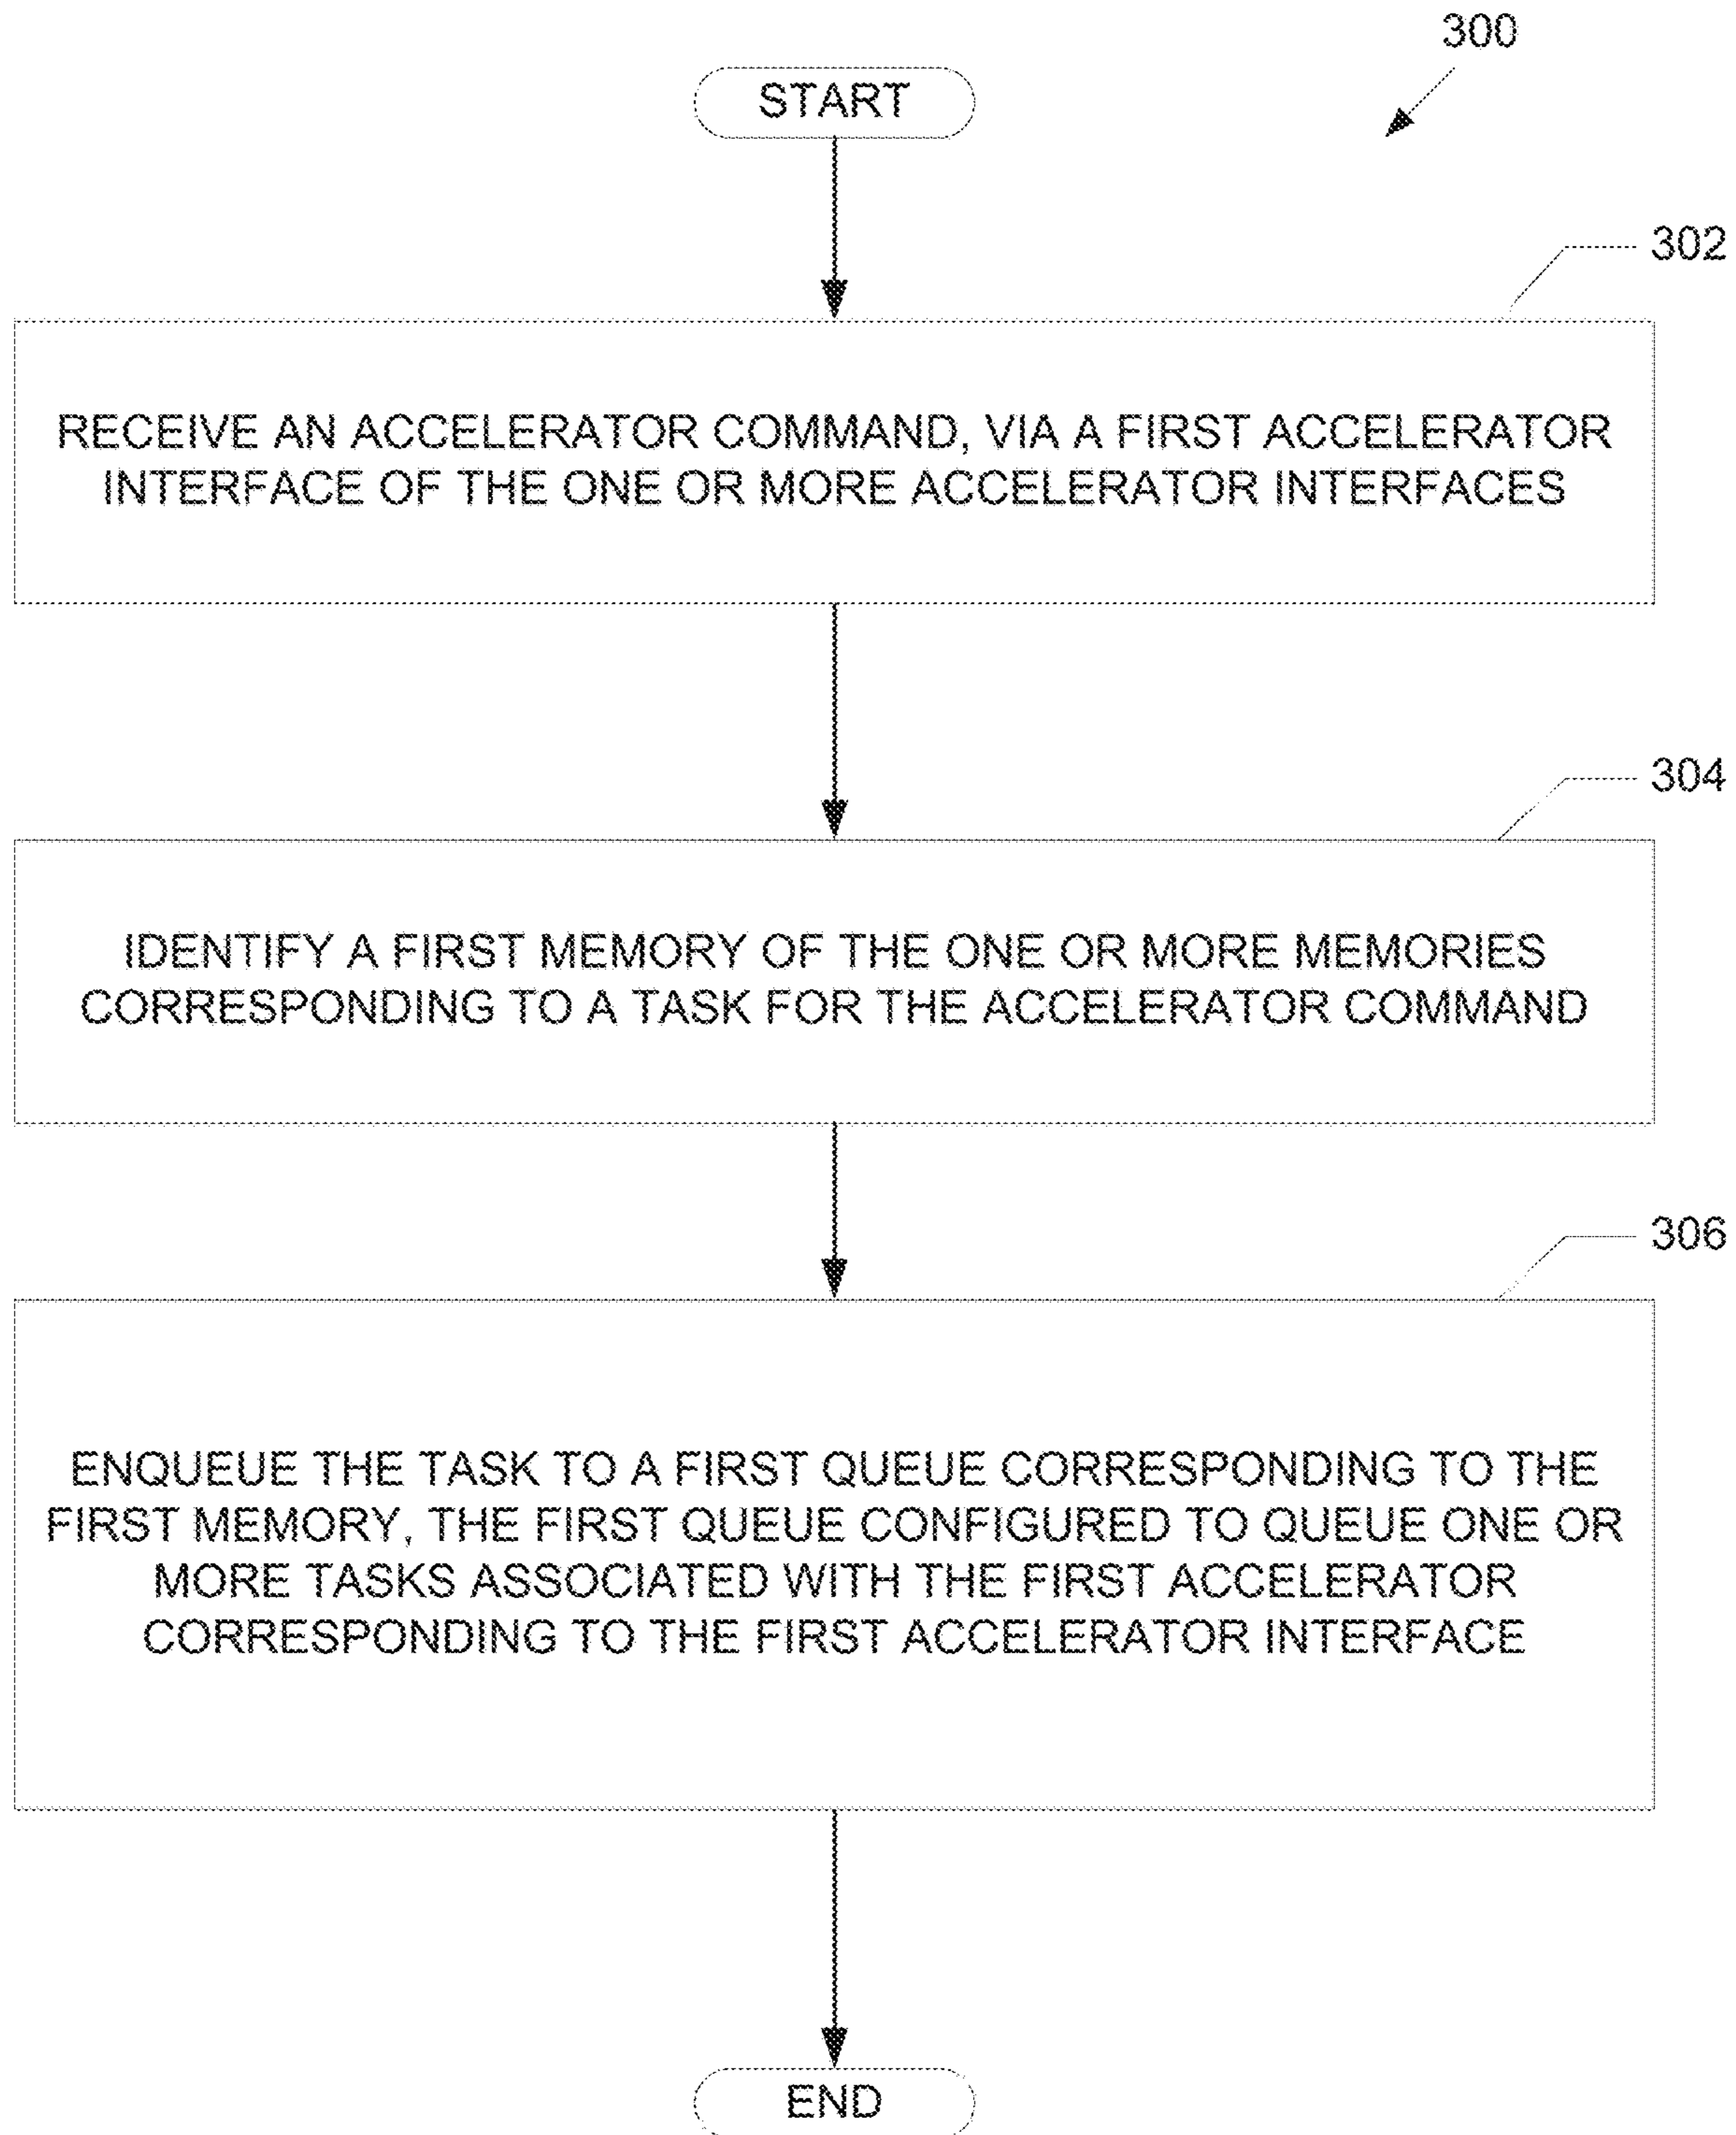 300
START
302
RECEIVE AN ACCELERATOR COMMAND, VIA A FIRST ACCELERATOR
INTERFACE OF THE ONE OR MORE ACCELERATOR INTERFACES
304
IDENTIFY A FIRST MEMORY OF THE ONE OR MORE MEMORIES
CORRESPONDING TO A TASK FOR THE ACCELERATOR COMMAND
306
ENQUEUE THE TASK TO A FIRST QUEUE CORRESPONDING TO THE
FIRST MEMORY, THE FIRST QUEUE CONFIGURED TO QUEUE ONE OR
MORE TASKS ASSOCIATED WITH THE FIRST ACCELERATOR
CORRESPONDING TO THE FIRST ACCELERATOR INTERFACE
END